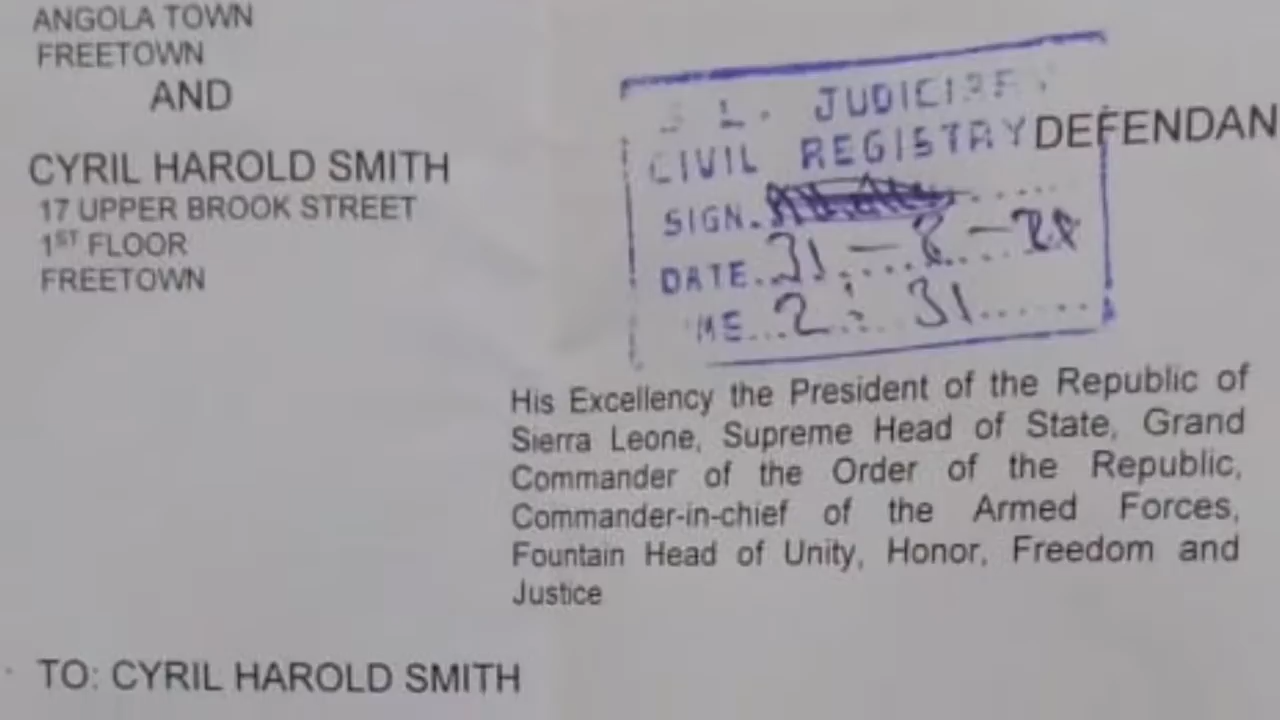 ANGOLA TOWN
FREETOWN
AND
CYRIL HAROLD SMITH
17 UPPER BROOK STREET
1ST FLOOR
FREETOWN
S L. JUDICIARY
CIVIL REGISTRY
DEFENDAN
SIGN.
DATE...31-8-
ME...2:31
His Excellency the President of the Republic of
Sierra Leone, Supreme Head of State, Grand
Commander of the Order of the Republic,
Commander-in-chief of the Armed Forces,
Fountain Head of Unity, Honor, Freedom and
Justice
TO: CYRIL HAROLD SMITH